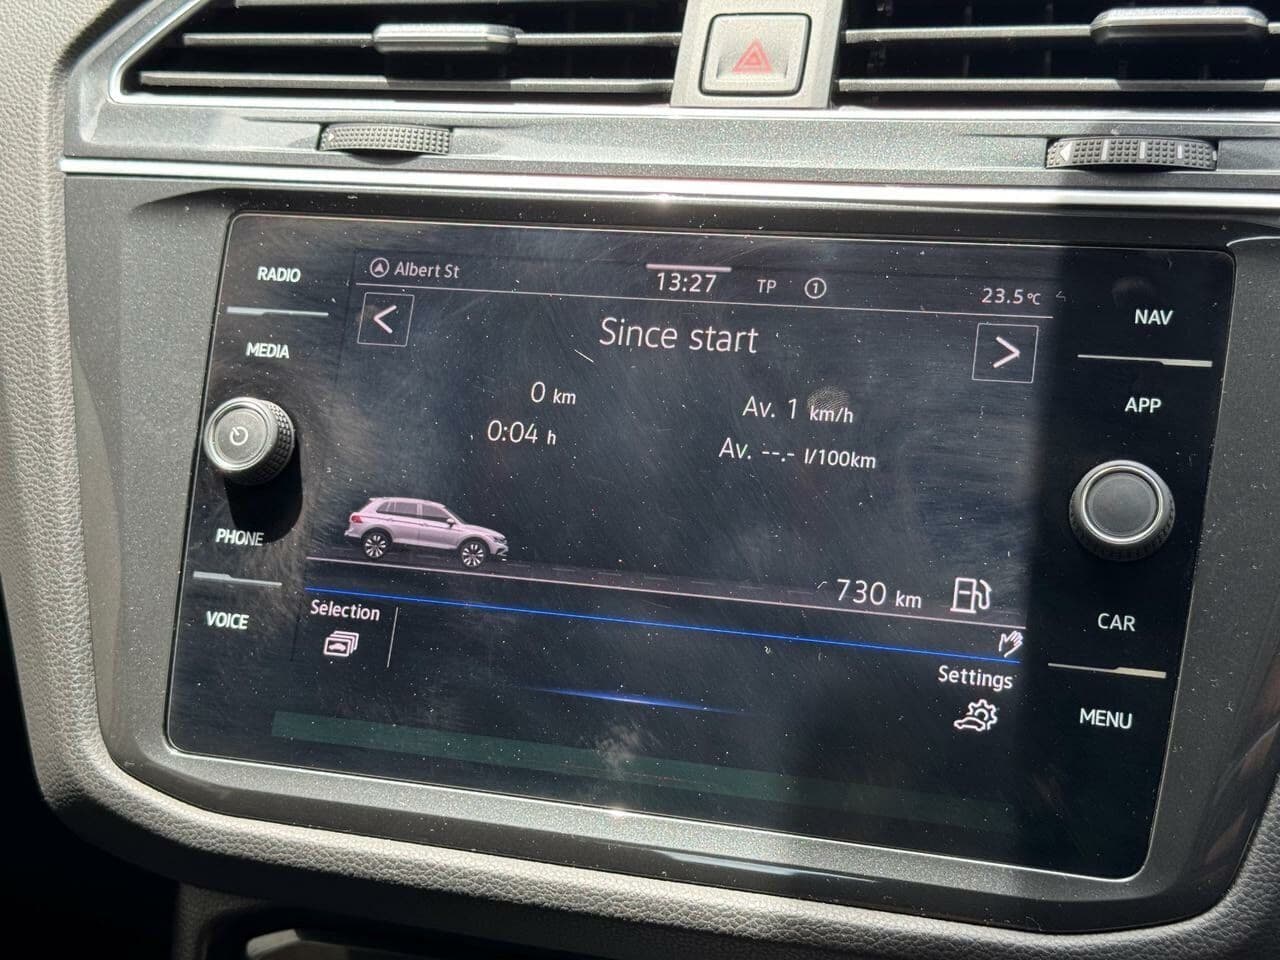 RADIO
MEDIA
PHONE
VOICE
Albert St
13:27
TP
1
23.5°C
<
Since start
>
0 km
0:04 h
Av. 1 km/h
Av. --.- l/100km
730 km
Selection
Settings
NAV
APP
CAR
MENU